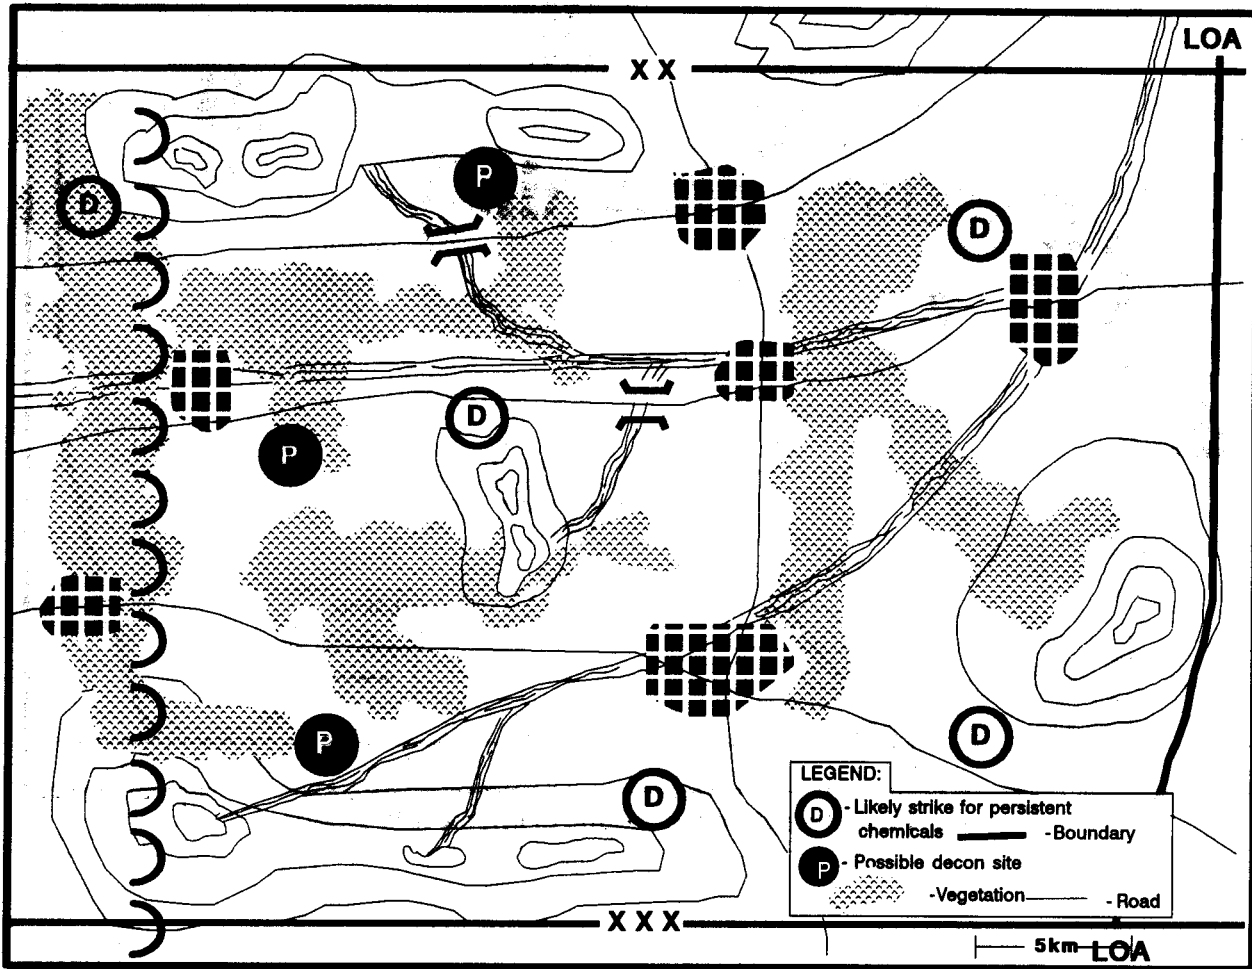 LOA
X X
D
P
D
D
P
P
D
D
LEGEND:
D - Likely strike for persistent
chemicals - Boundary
P - Possible decon site
- Vegetation - Road
X X X
5km LOA